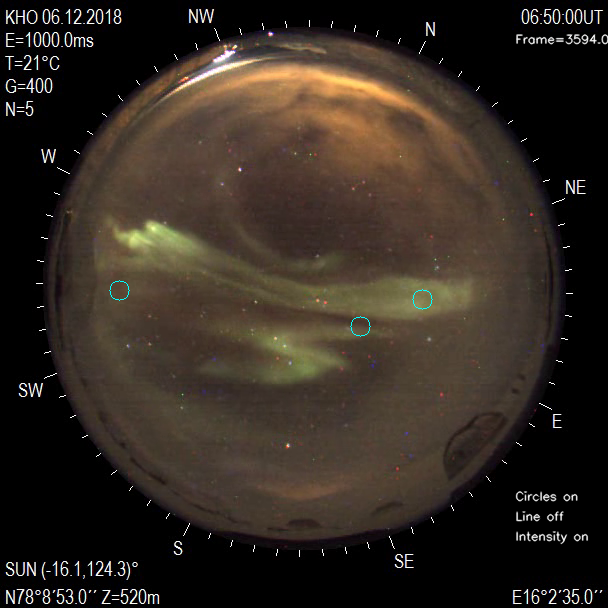 KHO 06.12.2018
E=1000.0ms
T=21°C
G=400
N=5
06:50:00UT
Frame=3594.0
NW
N
W
NE
SW
E
S
SE
Circles on
Line off
Intensity on
SUN (-16.1,124.3)°
N78°8´53.0´´ Z=520m
E16°2´35.0´´